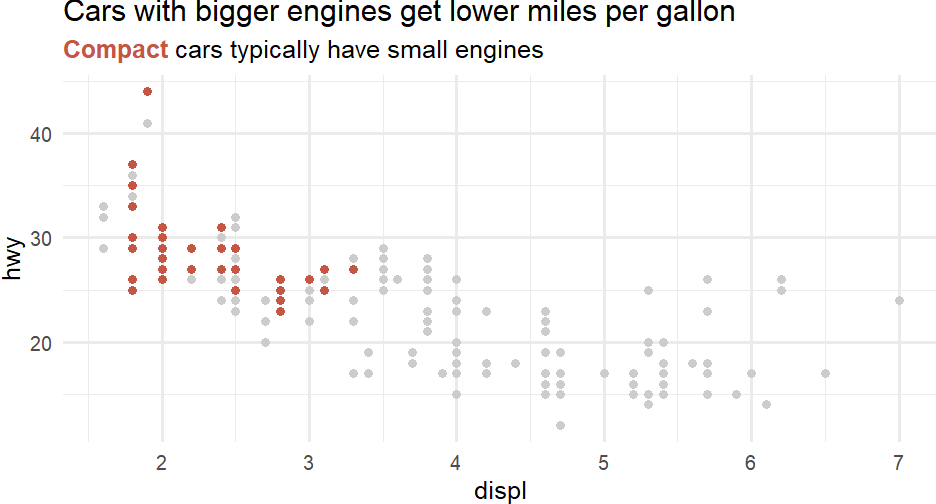 Cars with bigger engines get lower miles per gallon
Compact cars typically have small engines
hwy
40
30
20
2 3 4 5 6 7
displ